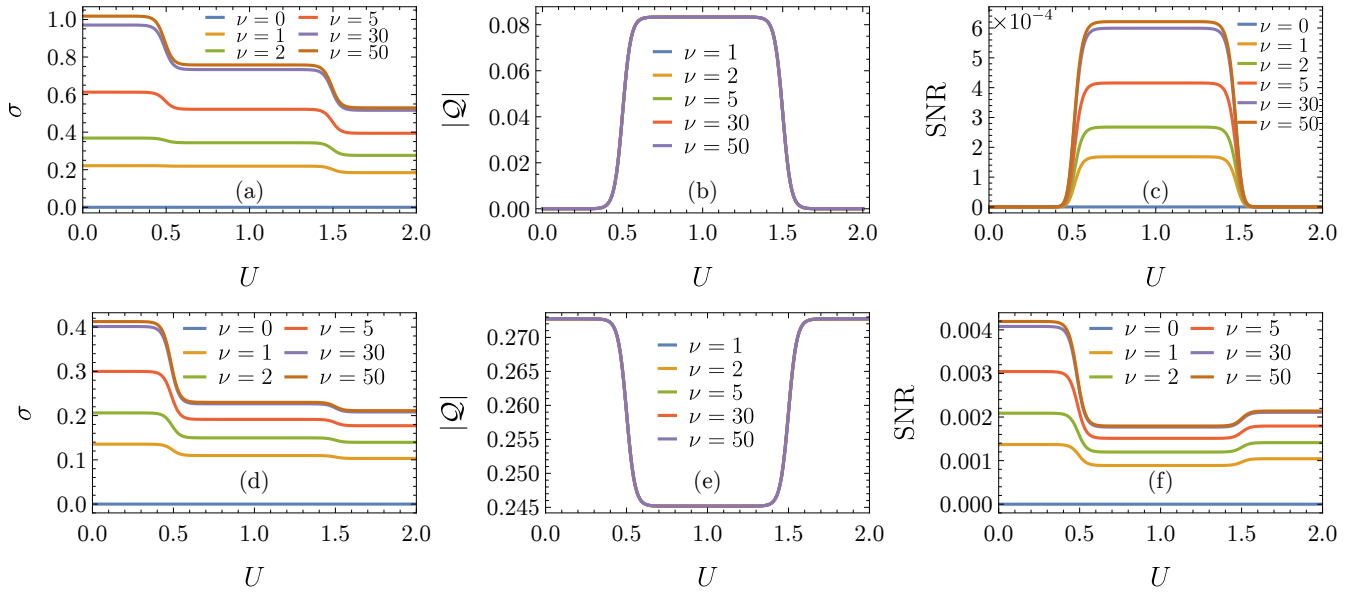 1.0
0.8
0.6
0.4
0.2
0.0
σ
ν = 0 ν = 5
ν = 1 ν = 30
ν = 2 ν = 50
(a)
0.0 0.5 1.0 1.5 2.0
U
0.08
0.06
0.04
0.02
0.00
|𝒬|
ν = 1
ν = 2
ν = 5
ν = 30
ν = 50
(b)
0.0 0.5 1.0 1.5 2.0
U
×10⁻⁴
6
5
4
3
2
1
0
SNR
ν = 0
ν = 1
ν = 2
ν = 5
ν = 30
ν = 50
(c)
0.0 0.5 1.0 1.5 2.0
U
0.4
0.3
0.2
0.1
0.0
σ
ν = 0 ν = 5
ν = 1 ν = 30
ν = 2 ν = 50
(d)
0.0 0.5 1.0 1.5 2.0
U
0.270
0.265
0.260
0.255
0.250
0.245
|𝒬|
ν = 1
ν = 2
ν = 5
ν = 30
ν = 50
(e)
0.0 0.5 1.0 1.5 2.0
U
0.004
0.003
0.002
0.001
0.000
SNR
ν = 0 ν = 5
ν = 1 ν = 30
ν = 2 ν = 50
(f)
0.0 0.5 1.0 1.5 2.0
U